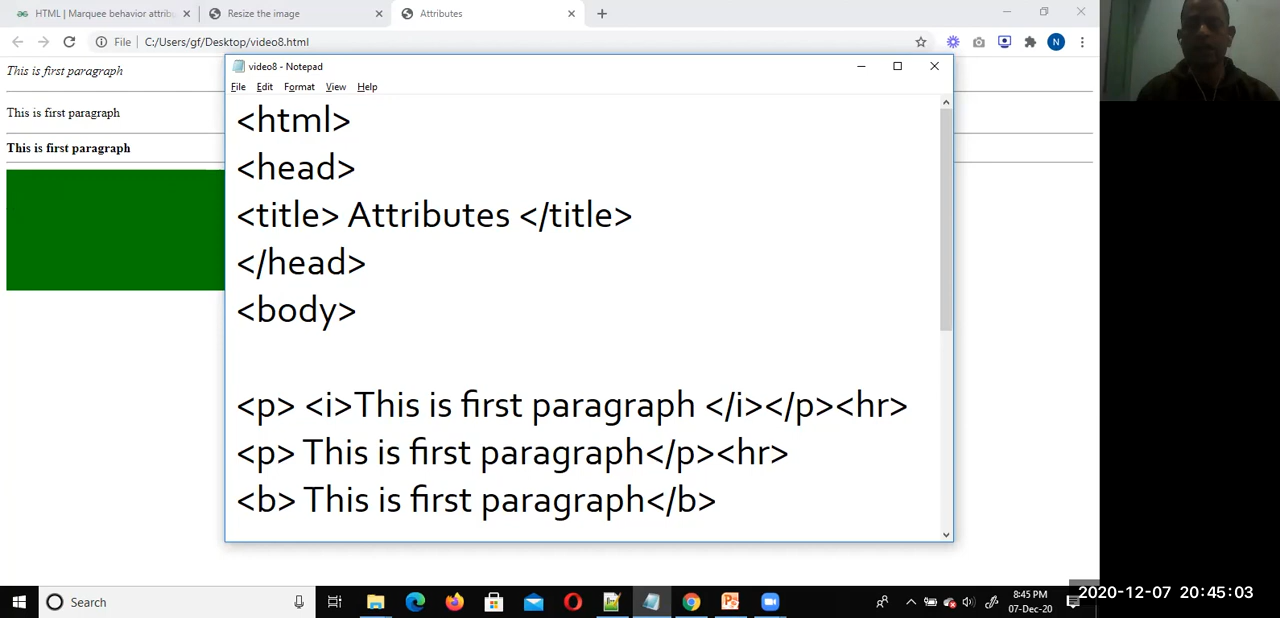 HTML | Marquee behavior attrib
Resize the image
Attributes
File
C:/Users/gf/Desktop/video8.html
N
This is first paragraph
This is first paragraph
This is first paragraph
video8 - Notepad
File Edit Format View Help
<html>
<head>
<title> Attributes </title>
</head>
<body>
<p> <i>This is first paragraph </i></p><hr>
<p> This is first paragraph</p><hr>
<b> This is first paragraph</b>
Search
8:45 PM
07-Dec-20
2020-12-07 20:45:03